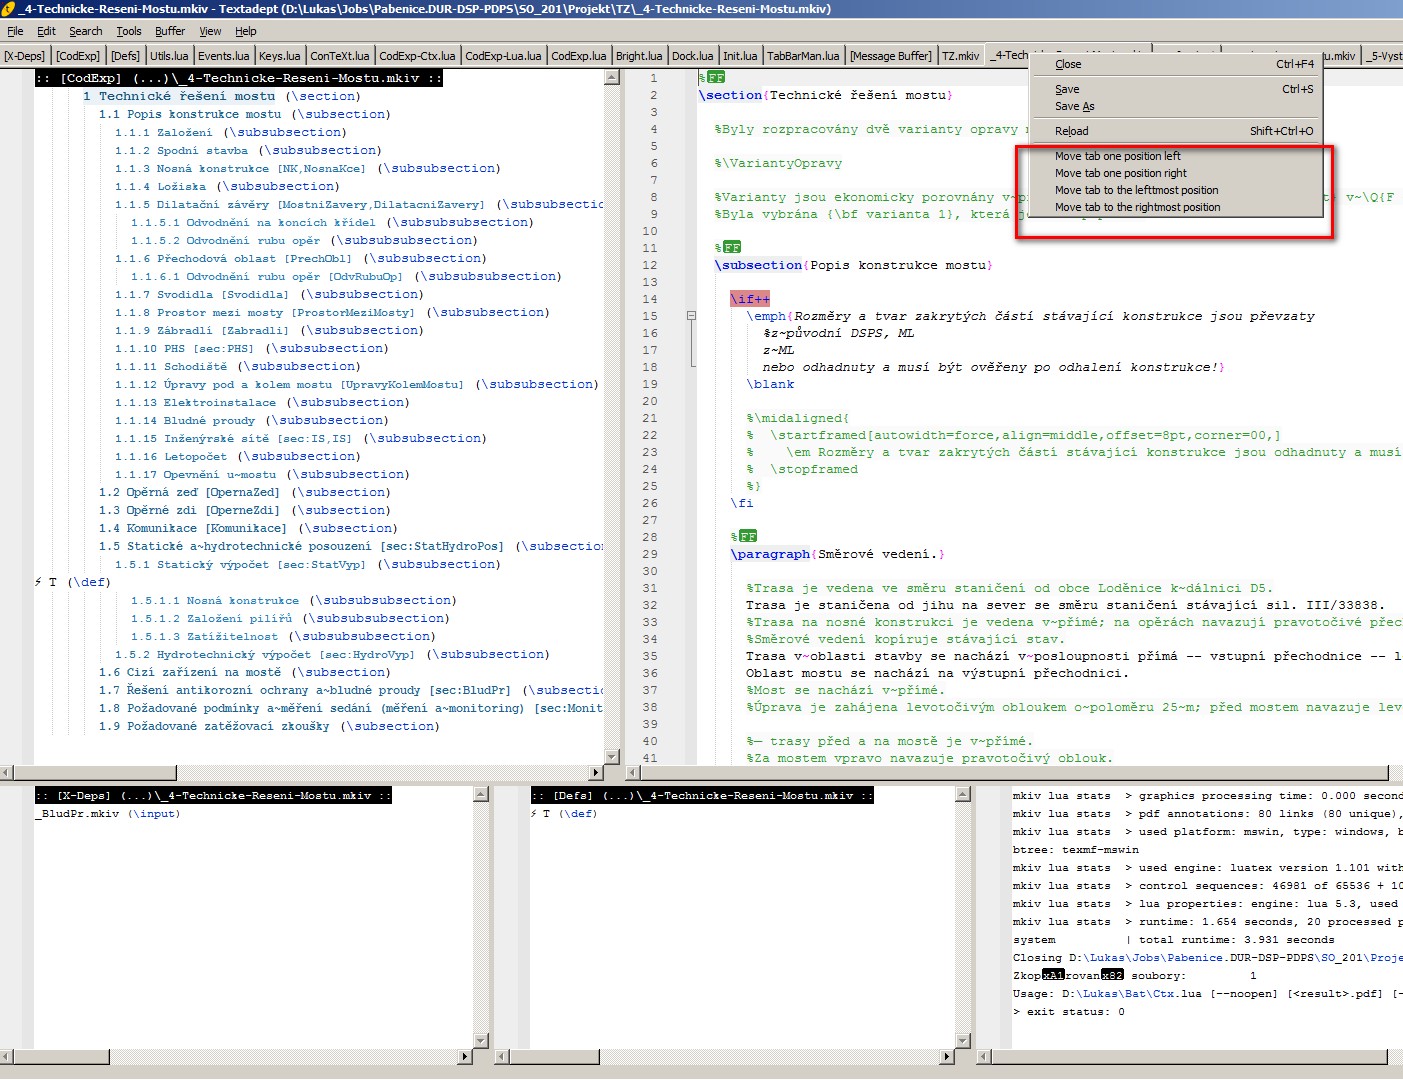 _4-Technicke-Reseni-Mostu.mkiv - Textadept (D:\Lukas\Jobs\Pabenice.DUR-DSP-PDPS\SO_201\Projekt\TZ\_4-Technicke-Reseni-Mostu.mkiv)
File Edit Search Tools Buffer View Help
[X-Deps] [CodExp] [Defs] Utils.lua Events.lua Keys.lua ConTeXt.lua CodExp-Ctx.lua CodExp-Lua.lua CodExp.lua Bright.lua Dock.lua Init.lua TabBarMan.lua [Message Buffer] TZ.mkiv _4-Tech u.mkiv _5-Vyst
Close Ctrl+F4
Save Ctrl+S
Save As
Reload Shift+Ctrl+O
Move tab one position left
Move tab one position right
Move tab to the lefttmost position
Move tab to the rightmost position
:: [CodExp] (...)\_4-Technicke-Reseni-Mostu.mkiv ::
1 Technické řešení mostu (\section)
1.1 Popis konstrukce mostu (\subsection)
1.1.1 Založení (\subsubsection)
1.1.2 Spodní stavba (\subsubsection)
1.1.3 Nosná konstrukce [NK,NosnaKce] (\subsubsection)
1.1.4 Ložiska (\subsubsection)
1.1.5 Dilatační závěry [MostniZavery,DilatacniZavery] (\subsubsectic
1.1.5.1 Odvodnění na koncích křídel (\subsubsubsection)
1.1.5.2 Odvodnění rubu opěr (\subsubsubsection)
1.1.6 Přechodová oblast [PrechObl] (\subsubsection)
1.1.6.1 Odvodnění rubu opěr [OdvRubuOp] (\subsubsubsection)
1.1.7 Svodidla [Svodidla] (\subsubsection)
1.1.8 Prostor mezi mosty [ProstorMeziMosty] (\subsubsection)
1.1.9 Zábradlí [Zabradli] (\subsubsection)
1.1.10 PHS [sec:PHS] (\subsubsection)
1.1.11 Schodiště (\subsubsection)
1.1.12 Úpravy pod a kolem mostu [UpravyKolemMostu] (\subsubsection)
1.1.13 Elektroinstalace (\subsubsection)
1.1.14 Bludné proudy (\subsubsection)
1.1.15 Inženýrské sítě [sec:IS,IS] (\subsubsection)
1.1.16 Letopočet (\subsubsection)
1.1.17 Opevnění u~mostu (\subsubsection)
1.2 Opěrná zeď [OpernaZed] (\subsection)
1.3 Opěrné zdi [OperneZdi] (\subsection)
1.4 Komunikace [Komunikace] (\subsection)
1.5 Statické a~hydrotechnické posouzení [sec:StatHydroPos] (\subsection
1.5.1 Statický výpočet [sec:StatVyp] (\subsubsection)
⚡ T (\def)
1.5.1.1 Nosná konstrukce (\subsubsubsection)
1.5.1.2 Založení pilířů (\subsubsubsection)
1.5.1.3 Zatížitelnost (\subsubsubsection)
1.5.2 Hydrotechnický výpočet [sec:HydroVyp] (\subsubsection)
1.6 Cizí zařízení na mostě (\subsection)
1.7 Řešení antikorozní ochrany a~bludné proudy [sec:BludPr] (\subsectic
1.8 Požadované podmínky a~měření sedání (měření a~monitoring) [sec:Monit
1.9 Požadované zatěžovací zkoušky (\subsection)
1 %FF
2 \section{Technické řešení mostu}
3
4 %Byly rozpracovány dvě varianty opravy
5
6 %\VariantyOpravy
7
8 %Varianty jsou ekonomicky porovnány v~p v~\Q{F
9 %Byla vybrána {\bf varianta 1}, která
10
11 %FF
12 \subsection{Popis konstrukce mostu}
13
14 \if++
15 \emph{Rozměry a tvar zakrytých částí stávající konstrukce jsou převzaty
16 %z~původní DSPS, ML
17 z~ML
18 nebo odhadnuty a musí být ověřeny po odhalení konstrukce!}
19 \blank
20
21 %\midaligned{
22 % \startframed[autowidth=force,align=middle,offset=8pt,corner=00,]
23 % \em Rozměry a tvar zakrytých částí stávající konstrukce jsou odhadnuty a musí
24 % \stopframed
25 %}
26 \fi
27
28 %FF
29 \paragraph{Směrové vedení.}
30
31 %Trasa je vedena ve směru staničení od obce Loděnice k~dálnici D5.
32 Trasa je staničena od jihu na sever se směru staničení stávající sil. III/33838.
33 %Trasa na nosné konstrukci je vedena v~přímé; na opěrách navazují pravotočivé přech
34 %Směrové vedení kopíruje stávající stav.
35 Trasa v~oblasti stavby se nachází v~posloupnosti přímá -- vstupní přechodnice -- l
36 Oblast mostu se nachází na výstupní přechodnici.
37 %Most se nachází v~přímé.
38 %Úprava je zahájena levotočivým obloukem o~poloměru 25~m; před mostem navazuje lev
39
40 %— trasy před a na mostě je v~přímé.
41 %Za mostem vpravo navazuje pravotočivý oblouk.
:: [X-Deps] (...)\_4-Technicke-Reseni-Mostu.mkiv ::
_BludPr.mkiv (\input)
:: [Defs] (...)\_4-Technicke-Reseni-Mostu.mkiv ::
⚡ T (\def)
mkiv lua stats > graphics processing time: 0.000 second
mkiv lua stats > pdf annotations: 80 links (80 unique),
mkiv lua stats > used platform: mswin, type: windows, b
btree: texmf-mswin
mkiv lua stats > used engine: luatex version 1.101 with
mkiv lua stats > control sequences: 46981 of 65536 + 10
mkiv lua stats > lua properties: engine: lua 5.3, used
mkiv lua stats > runtime: 1.654 seconds, 20 processed p
system | total runtime: 3.931 seconds
Closing D:\Lukas\Jobs\Pabenice.DUR-DSP-PDPS\SO_201\Proje
ZkopxA1rovanx82 soubory: 1
Usage: D:\Lukas\Bat\Ctx.lua [--noopen] [<result>.pdf] [-
> exit status: 0